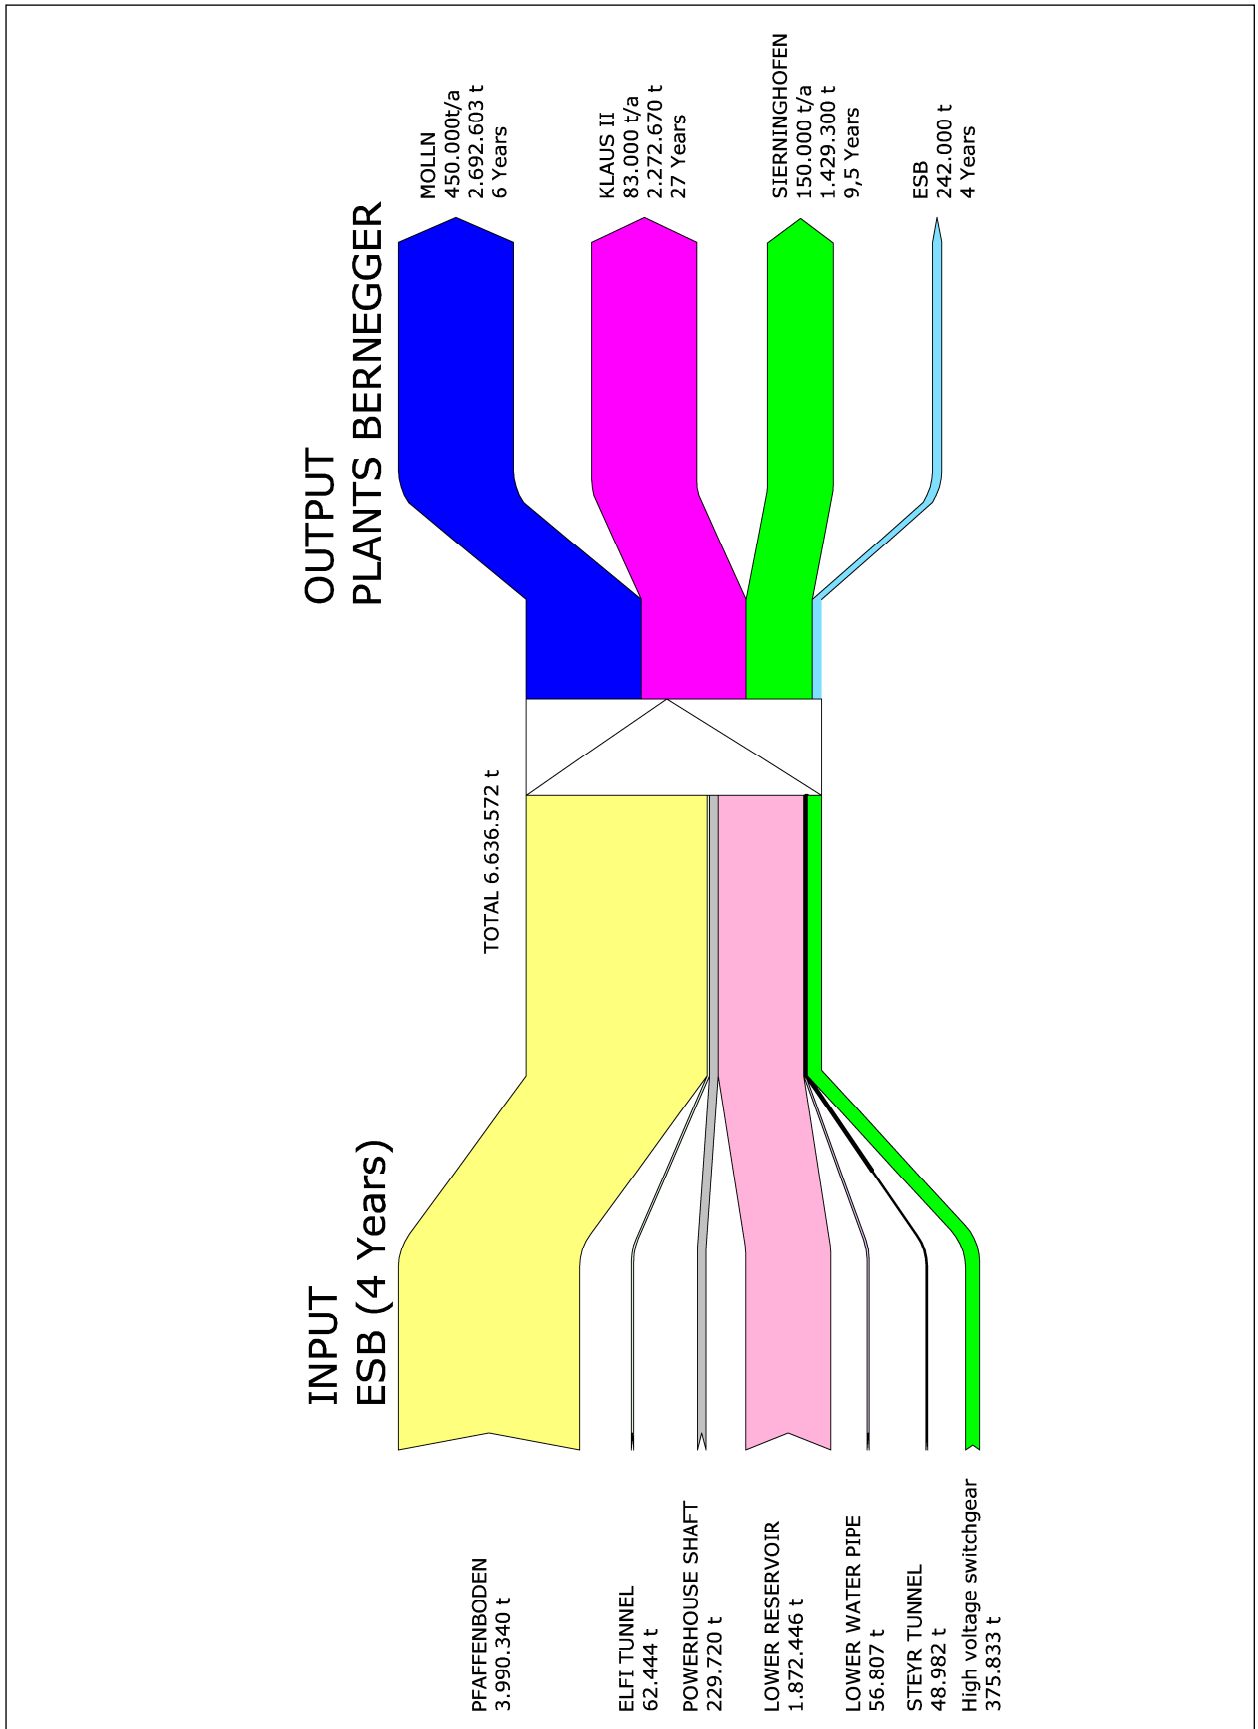 INPUT
ESB (4 Years)
PFAFFENBODEN
3.990.340 t
ELFI TUNNEL
62.444 t
POWERHOUSE SHAFT
229.720 t
LOWER RESERVOIR
1.872.446 t
LOWER WATER PIPE
56.807 t
STEYR TUNNEL
48.982 t
High voltage switchgear
375.833 t
TOTAL 6.636.572 t
OUTPUT
PLANTS BERNEGGER
MOLLN
450.000t/a
2.692.603 t
6 Years
KLAUS II
83.000 t/a
2.272.670 t
27 Years
SIERNINGHOFEN
150.000 t/a
1.429.300 t
9,5 Years
ESB
242.000 t
4 Years